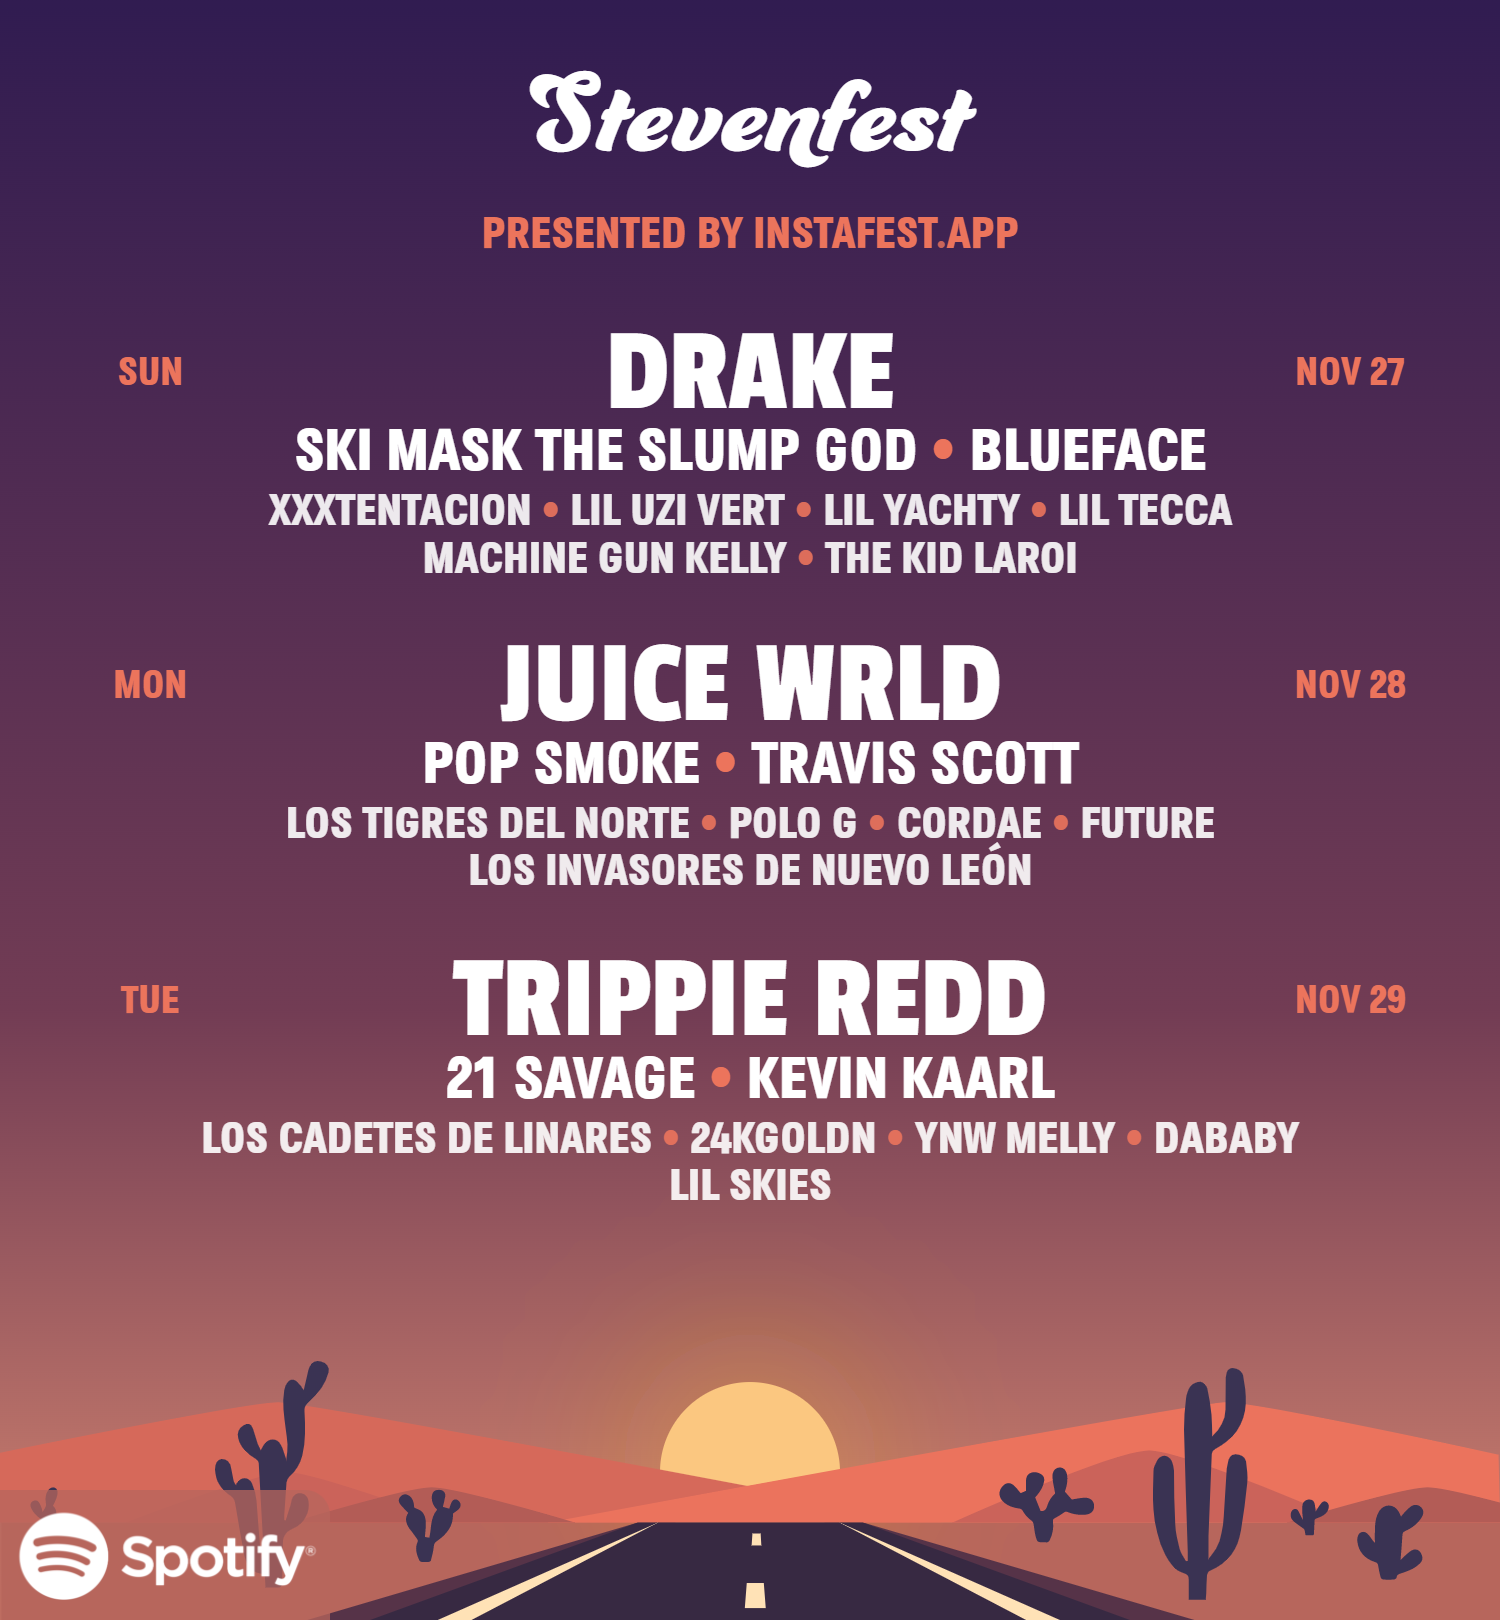 Stevenfest
PRESENTED BY INSTAFEST.APP
SUN
DRAKE
NOV 27
SKI MASK THE SLUMP GOD • BLUEFACE
XXXTENTACION • LIL UZI VERT • LIL YACHTY • LIL TECCA
MACHINE GUN KELLY • THE KID LAROI
MON
JUICE WRLD
NOV 28
POP SMOKE • TRAVIS SCOTT
LOS TIGRES DEL NORTE • POLO G • CORDAE • FUTURE
LOS INVASORES DE NUEVO LEÓN
TUE
TRIPPIE REDD
NOV 29
21 SAVAGE • KEVIN KAARL
LOS CADETES DE LINARES • 24KGOLDN • YNW MELLY • DABABY
LIL SKIES
Spotify®